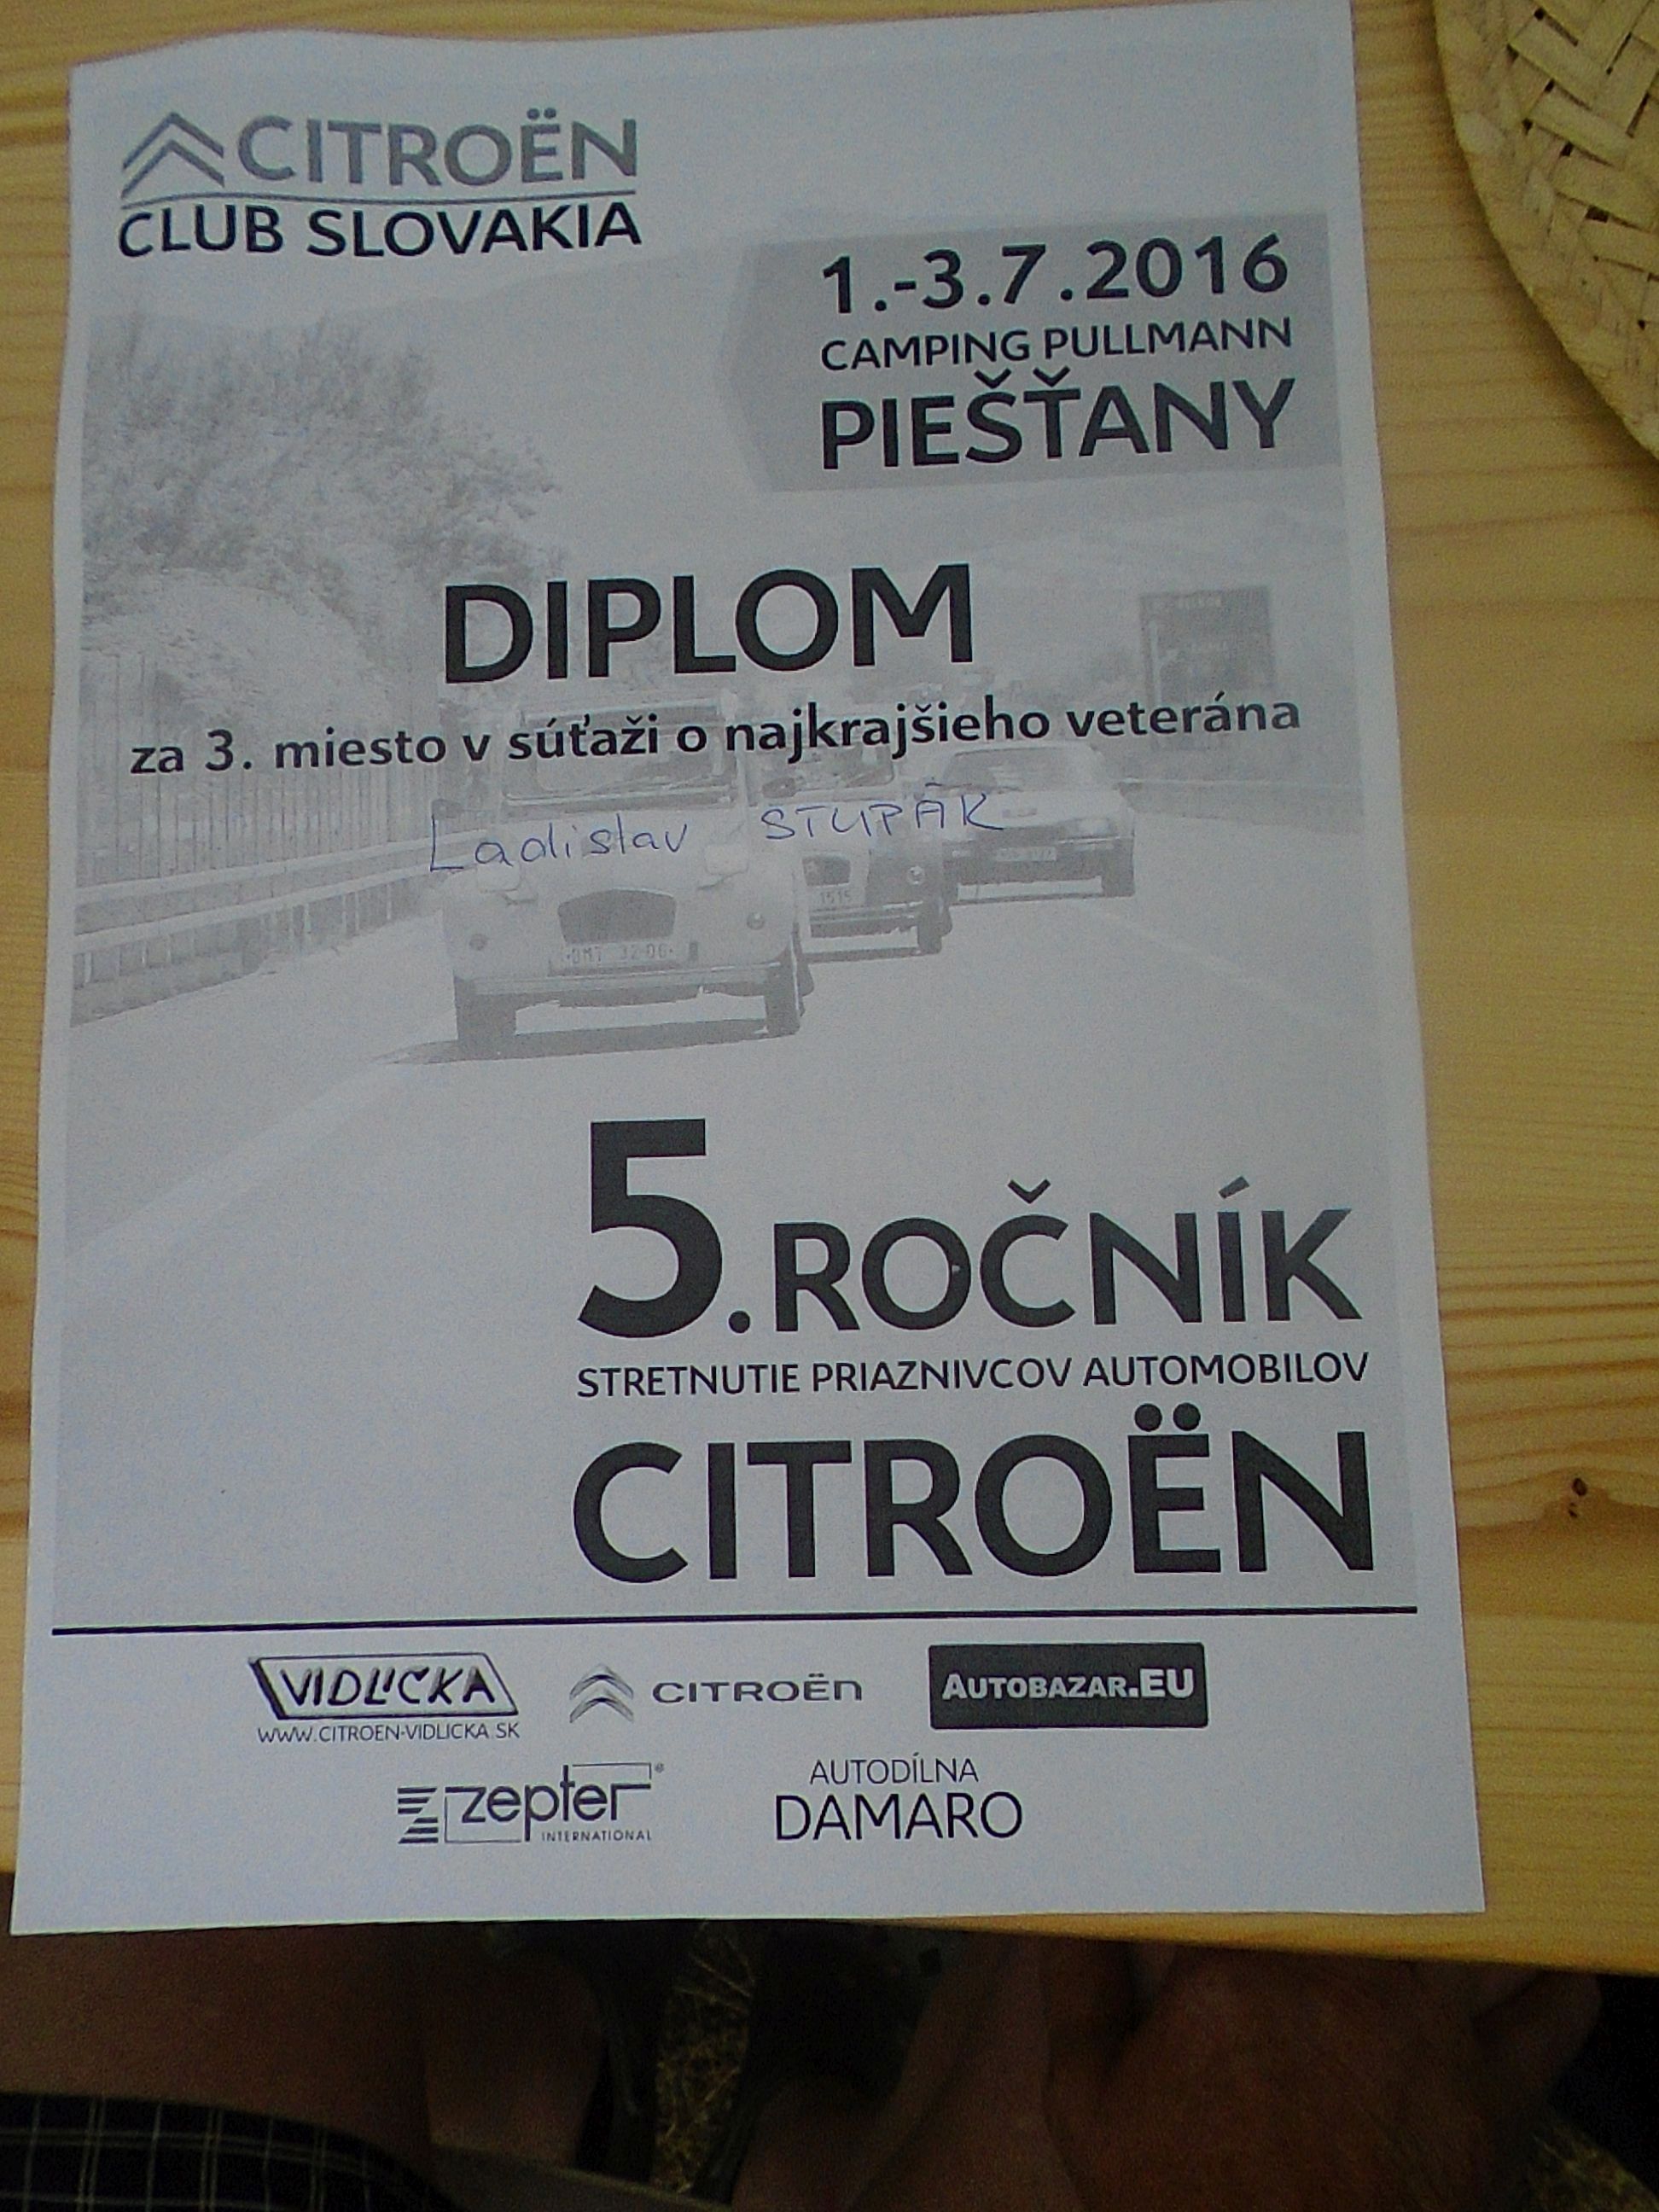 CITROËN
CLUB SLOVAKIA
1.-3.7.2016
CAMPING PULLMANN
PIEŠŤANY
DIPLOM
za 3. miesto v súťaži o najkrajšieho veterána
Ladislav STUPÁK
5. ROČNÍK
STRETNUTIE PRIAZNIVCOV AUTOMOBILOV
CITROËN
VIDLIČKA
WWW.CITROEN-VIDLICKA.SK
CITROËN
AUTOBAZAR.EU
zepter
INTERNATIONAL
AUTODÍLNA
DAMARO